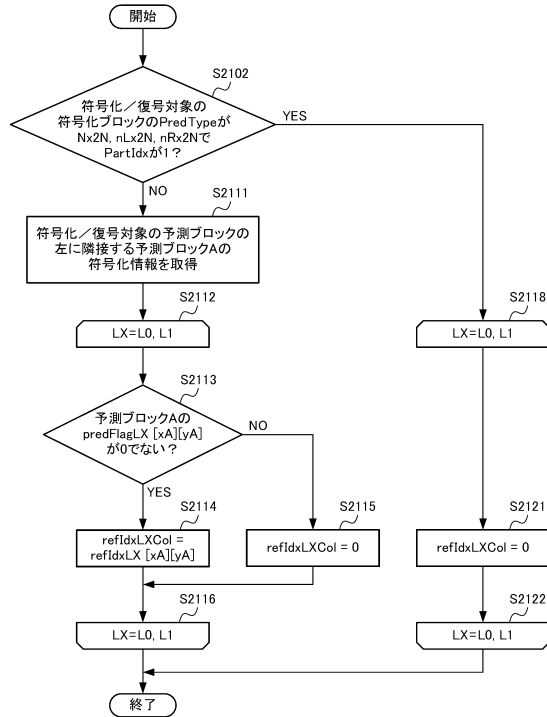 開始
S2102
符号化／復号対象の
符号化ブロックのPredTypeが
Nx2N, nLx2N, nRx2Nで
PartIdxが1？
YES
NO
S2111
符号化／復号対象の予測ブロックの
左に隣接する予測ブロックAの
符号化情報を取得
S2112
LX=L0, L1
S2118
LX=L0, L1
S2113
予測ブロックAの
predFlagLX [xA][yA]
が0でない？
NO
YES
S2114
refIdxLXCol =
refIdxLX [xA][yA]
S2115
refIdxLXCol = 0
S2121
refIdxLXCol = 0
S2116
LX=L0, L1
S2122
LX=L0, L1
終了